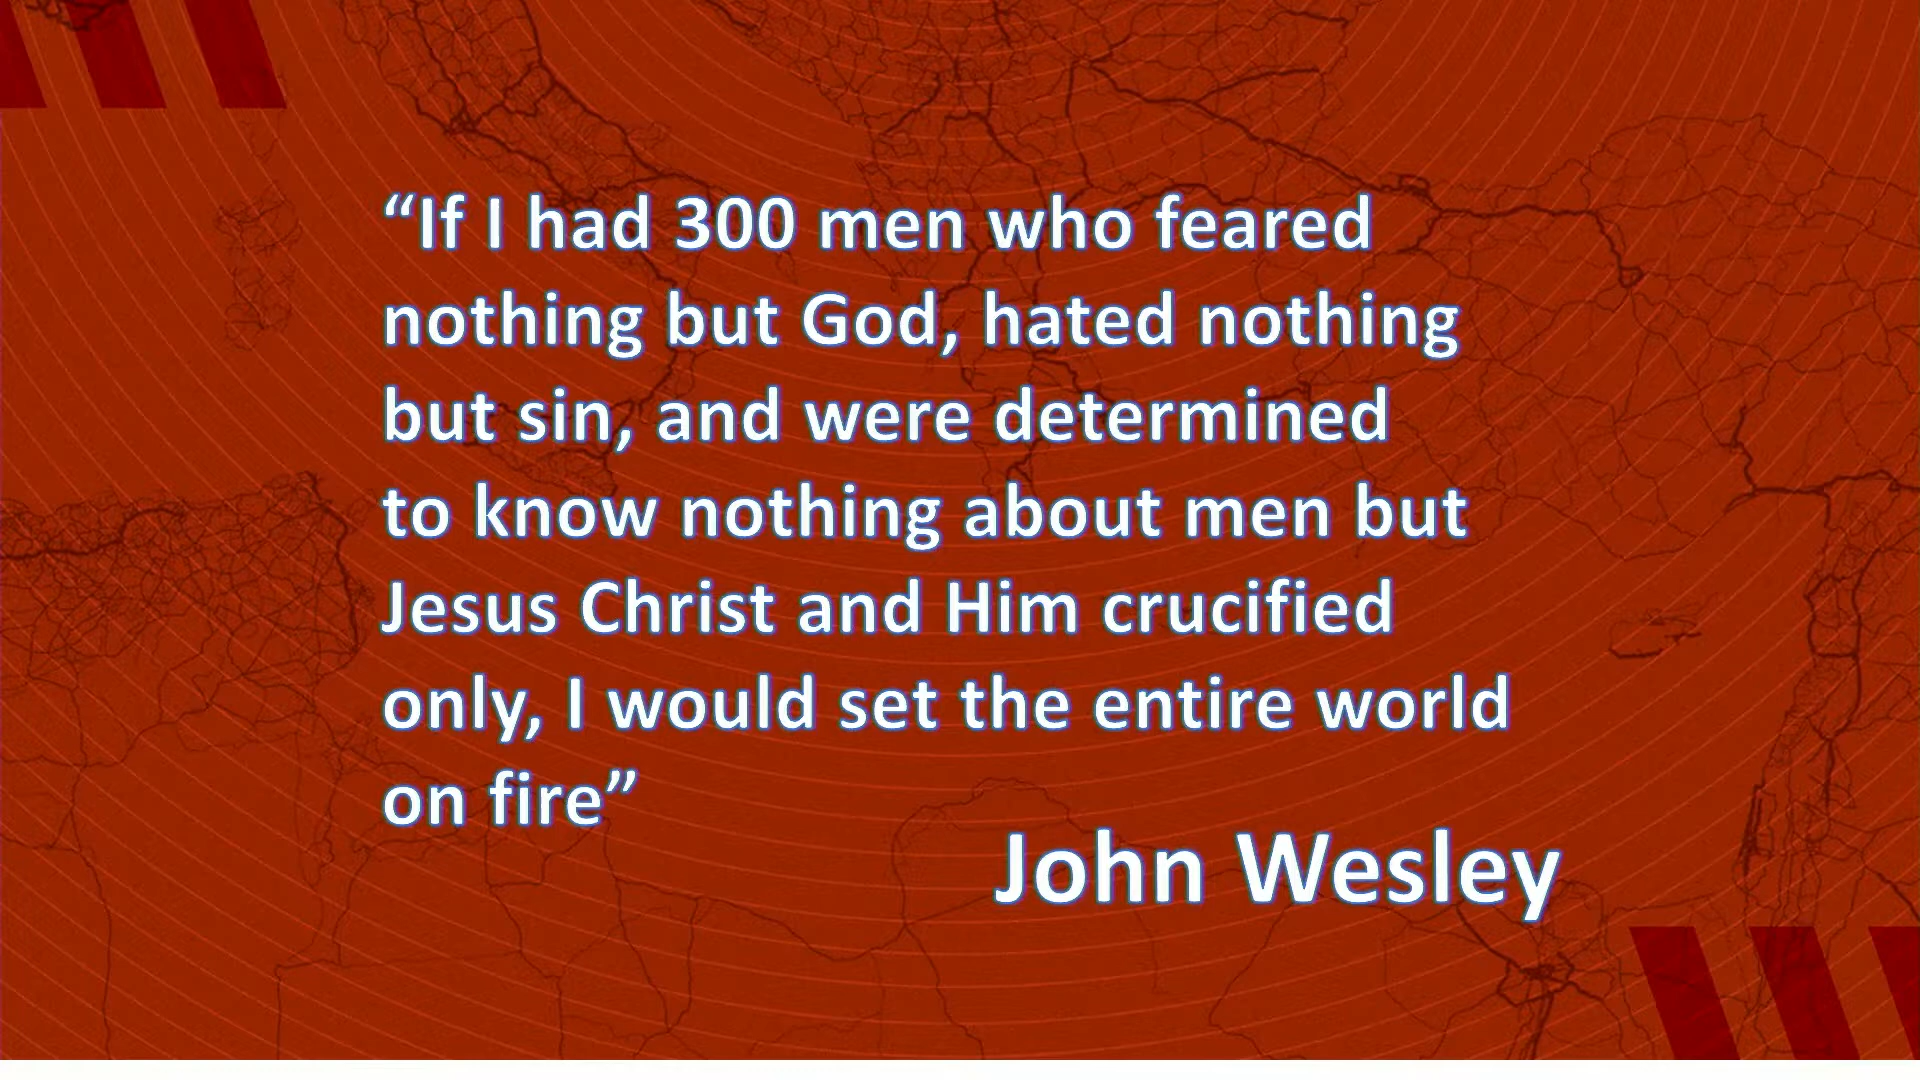 “If I had 300 men who feared
nothing but God, hated nothing
but sin, and were determined
to know nothing about men but
Jesus Christ and Him crucified
only, I would set the entire world
on fire”
John Wesley